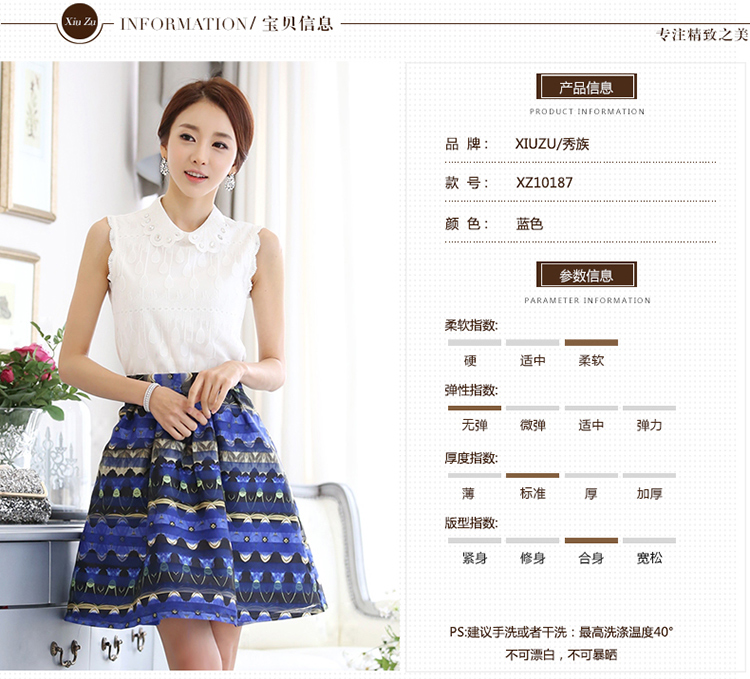 Xiu Zu
INFORMATION/ 宝贝信息
专注精致之美
产品信息
PRODUCT INFORMATION
品 牌： XIUZU/秀族
款 号： XZ10187
颜 色： 蓝色
参数信息
PARAMETER INFORMATION
柔软指数:
硬 适中 柔软
弹性指数:
无弹 微弹 适中 弹力
厚度指数:
薄 标准 厚 加厚
版型指数:
紧身 修身 合身 宽松
PS:建议手洗或者干洗：最高洗涤温度40°
不可漂白，不可暴晒